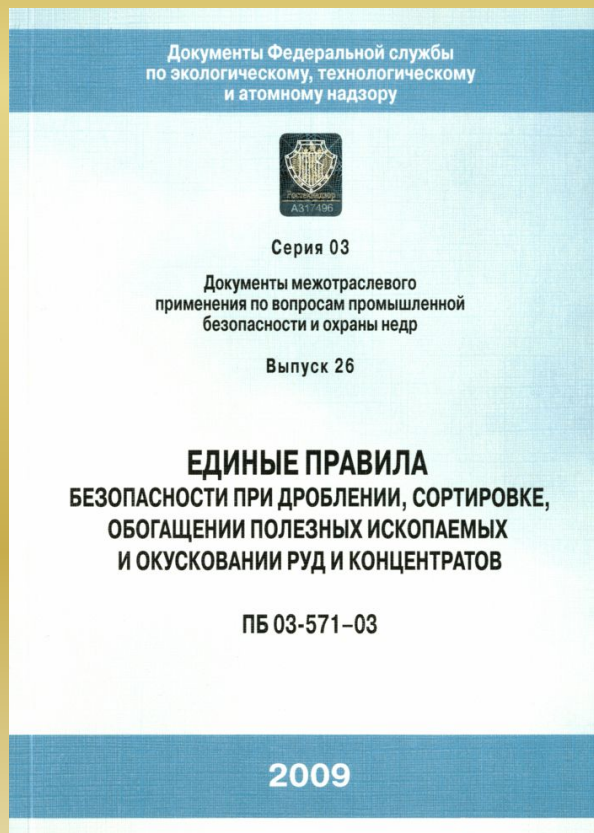 Документы Федеральной службы
по экологическому, технологическому
и атомному надзору
Ростехнадзор
А317496
Серия 03
Документы межотраслевого
применения по вопросам промышленной
безопасности и охраны недр
Выпуск 26
ЕДИНЫЕ ПРАВИЛА
БЕЗОПАСНОСТИ ПРИ ДРОБЛЕНИИ, СОРТИРОВКЕ,
ОБОГАЩЕНИИ ПОЛЕЗНЫХ ИСКОПАЕМЫХ
И ОКУСКОВАНИИ РУД И КОНЦЕНТРАТОВ
ПБ 03-571–03
2009